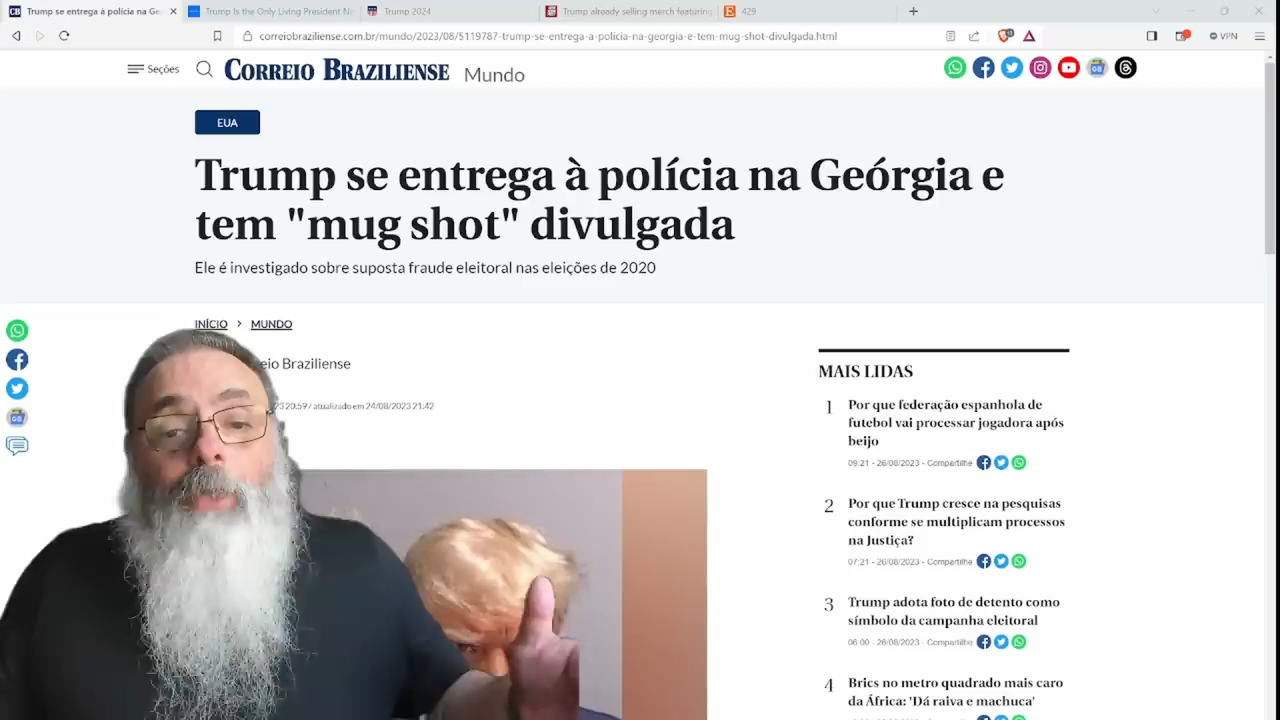 Trump se entrega à polícia na Ge
Trump Is the Only Living President Ne
Trump 2024
Trump already selling merch featuring
429
correiobraziliense.com.br/mundo/2023/08/5119787-trump-se-entrega-a-policia-na-georgia-e-tem-mug-shot-divulgada.html
VPN
Seções
CORREIO BRAZILIENSE
Mundo
EUA
Trump se entrega à polícia na Geórgia e
tem "mug shot" divulgada
Ele é investigado sobre suposta fraude eleitoral nas eleições de 2020
INÍCIO > MUNDO
eio Braziliense
23 20:59 / atualizado em 24/08/2023 21:42
MAIS LIDAS
1
Por que federação espanhola de
futebol vai processar jogadora após
beijo
09:21 - 26/08/2023 - Compartilhe
2
Por que Trump cresce na pesquisas
conforme se multiplicam processos
na Justiça?
07:21 - 26/08/2023 - Compartilhe
3
Trump adota foto de detento como
símbolo da campanha eleitoral
06:00 - 26/08/2023 - Compartilhe
4
Brics no metro quadrado mais caro
da África: 'Dá raiva e machuca'